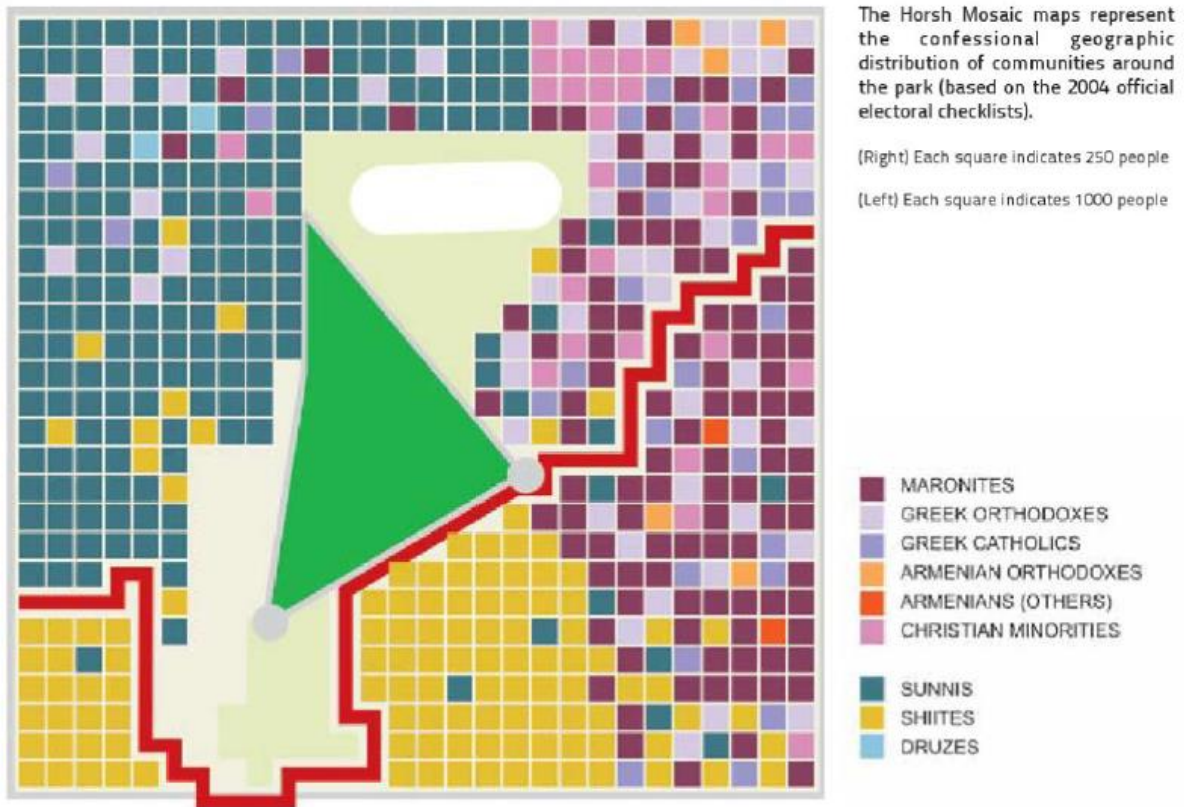 The Horsh Mosaic maps represent
the confessional geographic
distribution of communities around
the park (based on the 2004 official
electoral checklists).
(Right) Each square indicates 250 people
(Left) Each square indicates 1000 people
MARONITES
GREEK ORTHODOXES
GREEK CATHOLICS
ARMENIAN ORTHODOXES
ARMENIANS (OTHERS)
CHRISTIAN MINORITIES
SUNNIS
SHIITES
DRUZES